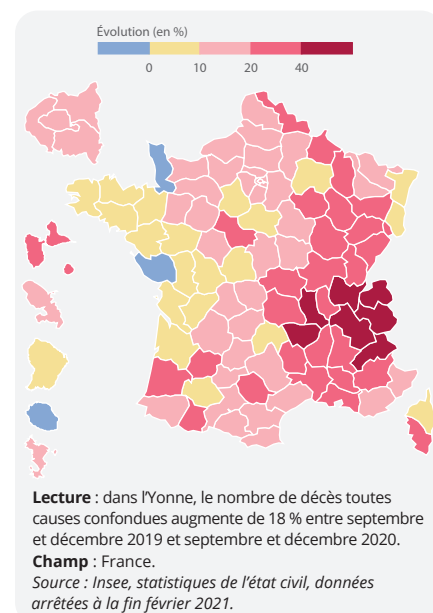 Évolution (en %)
0 10 20 40
Lecture : dans l'Yonne, le nombre de décès toutes
causes confondues augmente de 18 % entre septembre
et décembre 2019 et septembre et décembre 2020.
Champ : France.
Source : Insee, statistiques de l'état civil, données
arrêtées à la fin février 2021.